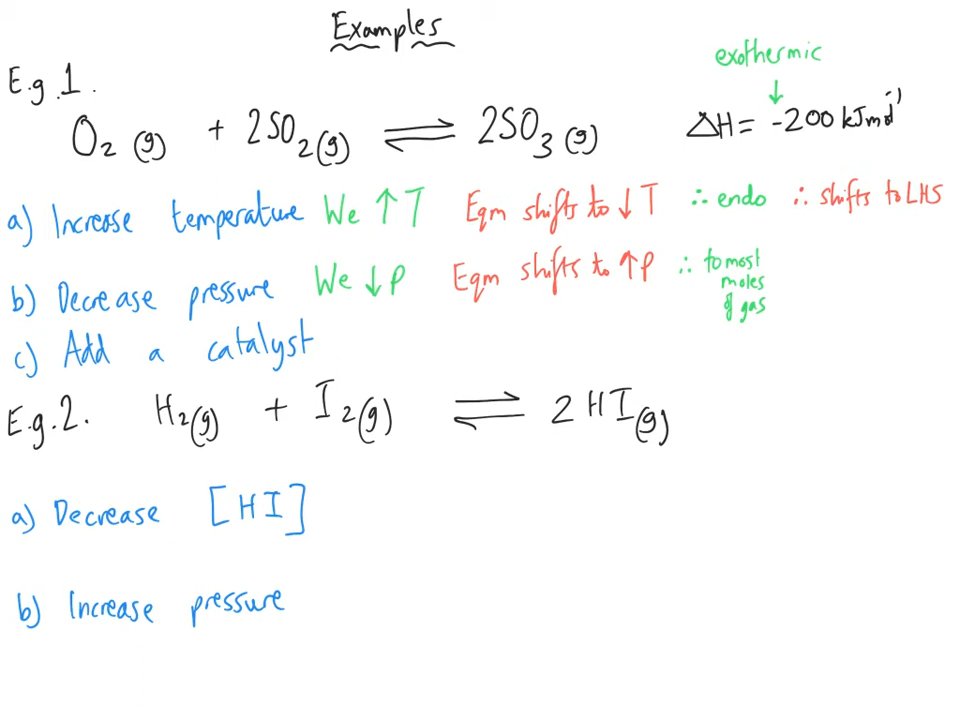 Examples
exothermic
↓
E.g.1.
O₂(g) + 2SO₂(g) ⇌ 2SO₃(g) ΔH = -200 kJmol⁻¹
a) Increase temperature We ↑ T Eqm shifts to ↓ T ∴ endo ∴ shifts to LHS
b) Decrease pressure We ↓ P Eqm shifts to ↑ P ∴ to most
moles
of gas
c) Add a catalyst
E.g.2. H₂(g) + I₂(g) ⇌ 2HI(g)
a) Decrease [HI]
b) Increase pressure